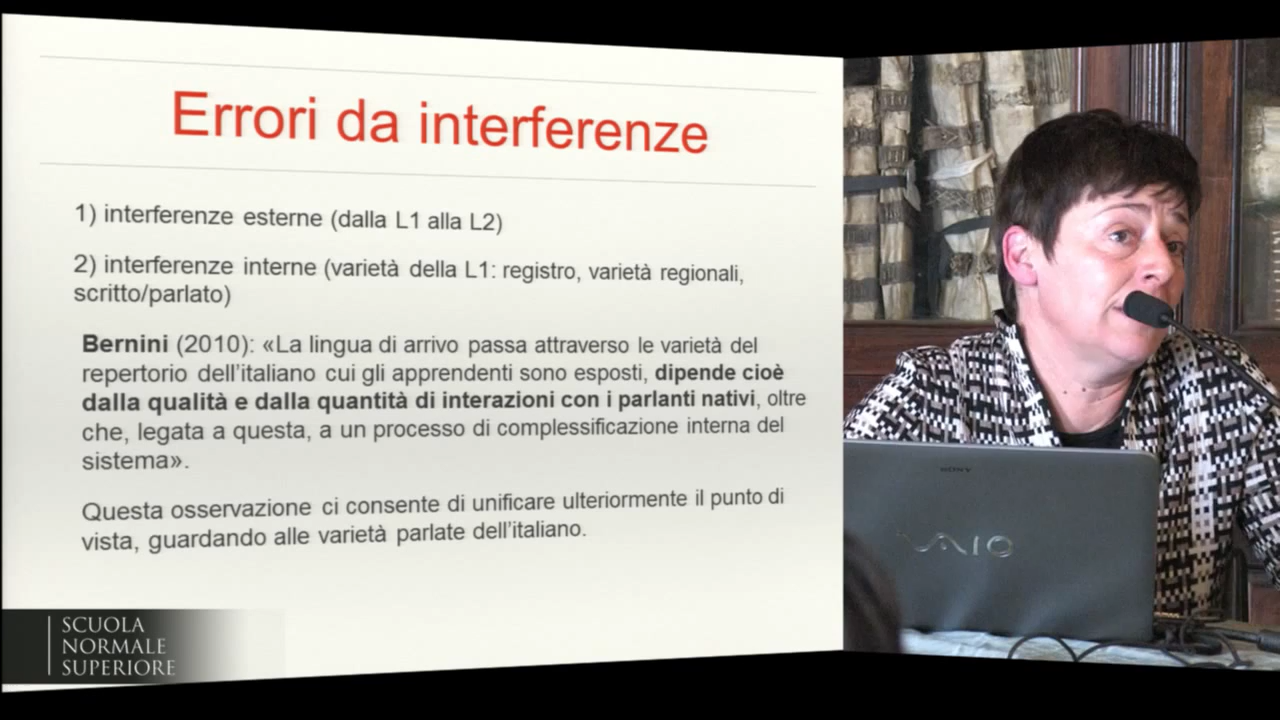 Errori da interferenze
1) interferenze esterne (dalla L1 alla L2)
2) interferenze interne (varietà della L1: registro, varietà regionali,
scritto/parlato)
Bernini (2010): «La lingua di arrivo passa attraverso le varietà del
repertorio dell'italiano cui gli apprendenti sono esposti, dipende cioè
dalla qualità e dalla quantità di interazioni con i parlanti nativi, oltre
che, legata a questa, a un processo di complessificazione interna del
sistema».
Questa osservazione ci consente di unificare ulteriormente il punto di
vista, guardando alle varietà parlate dell'italiano.
SCUOLA
NORMALE
SUPERIORE
SONY
VAIO